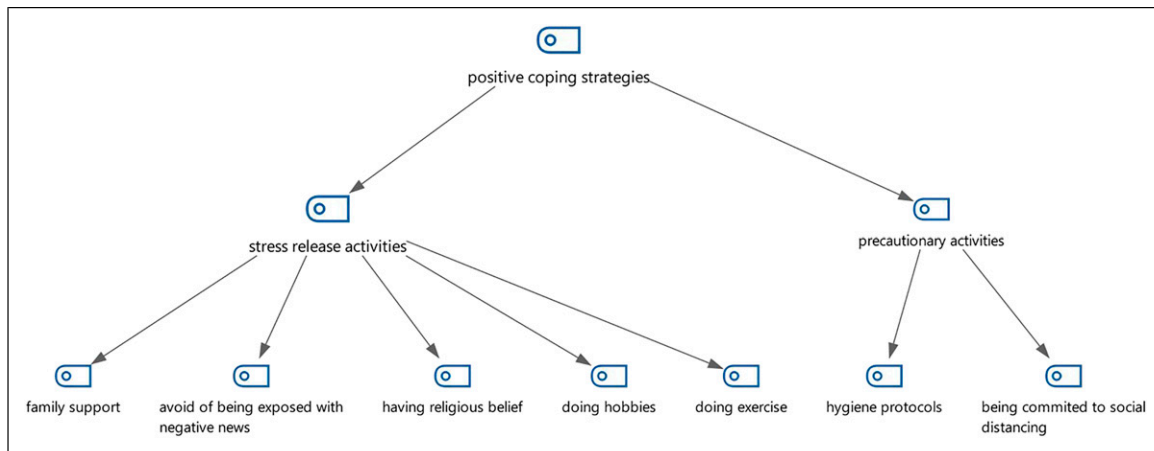 positive coping strategies
stress release activities
precautionary activities
family support
avoid of being exposed with
negative news
having religious belief
doing hobbies
doing exercise
hygiene protocols
being commited to social
distancing